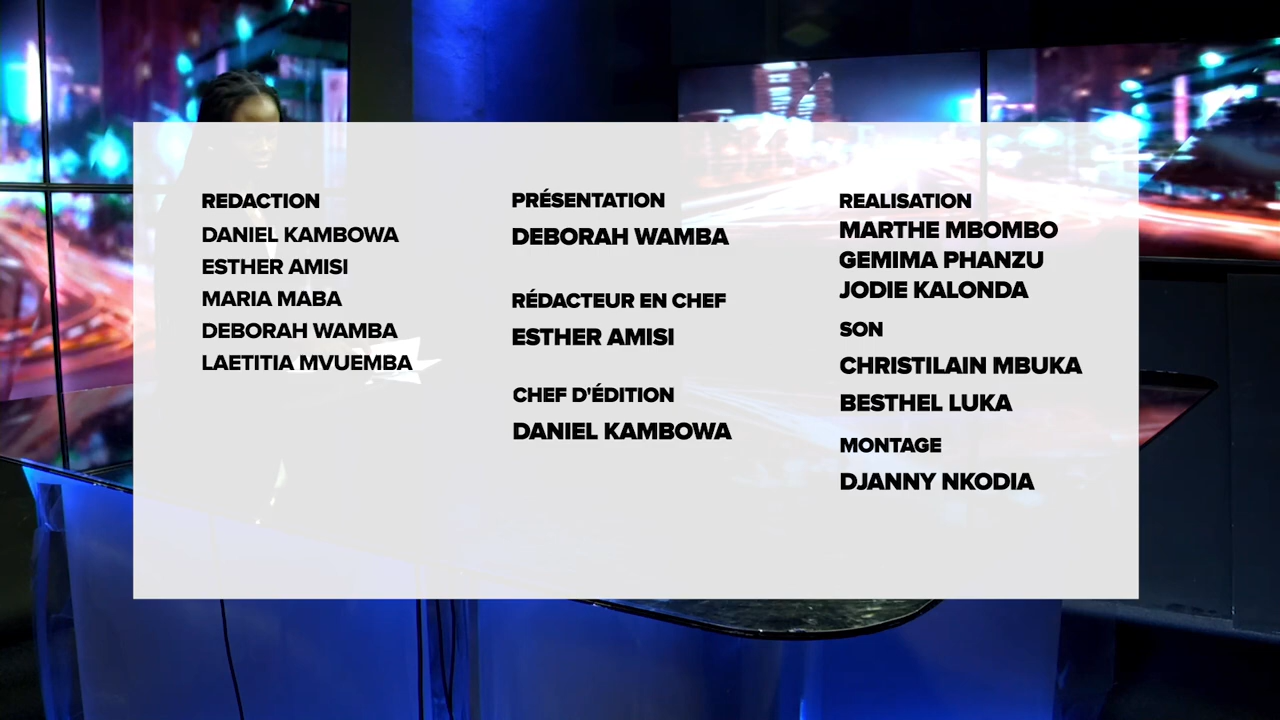 REDACTION
DANIEL KAMBOWA
ESTHER AMISI
MARIA MABA
DEBORAH WAMBA
LAETITIA MVUEMBA
PRÉSENTATION
DEBORAH WAMBA
RÉDACTEUR EN CHEF
ESTHER AMISI
CHEF D'ÉDITION
DANIEL KAMBOWA
REALISATION
MARTHE MBOMBO
GEMIMA PHANZU
JODIE KALONDA
SON
CHRISTILAIN MBUKA
BESTHEL LUKA
MONTAGE
DJANNY NKODIA